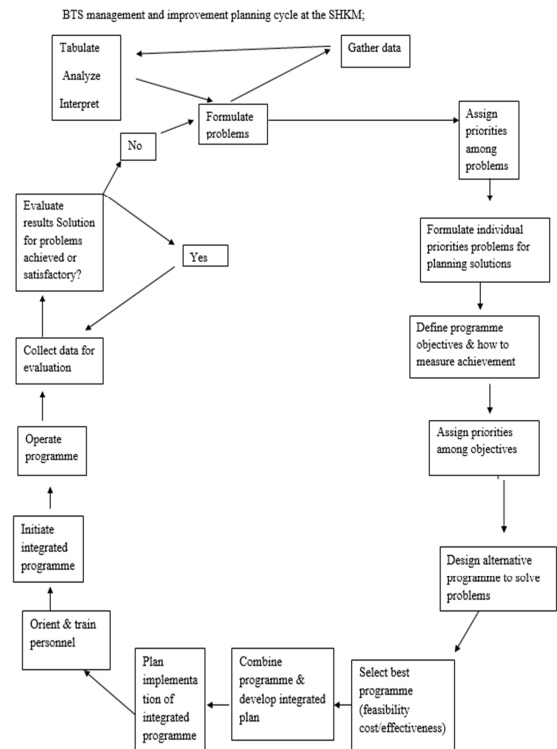 BTS management and improvement planning cycle at the SHKM;
Tabulate
Analyze
Interpret
Gather data
Formulate
problems
Assign
priorities
among
problems
No
Evaluate
results Solution
for problems
achieved or
satisfactory?
Yes
Formulate individual
priorities problems for
planning solutions
Define programme
objectives & how to
measure achievement
Collect data for
evaluation
Assign priorities
among objectives
Operate
programme
Initiate
integrated
programme
Design alternative
programme to solve
problems
Orient & train
personnel
Plan
implementa
tion of
integrated
programme
Combine
programme &
develop integrated
plan
Select best
programme
(feasibility
cost/effectiveness)